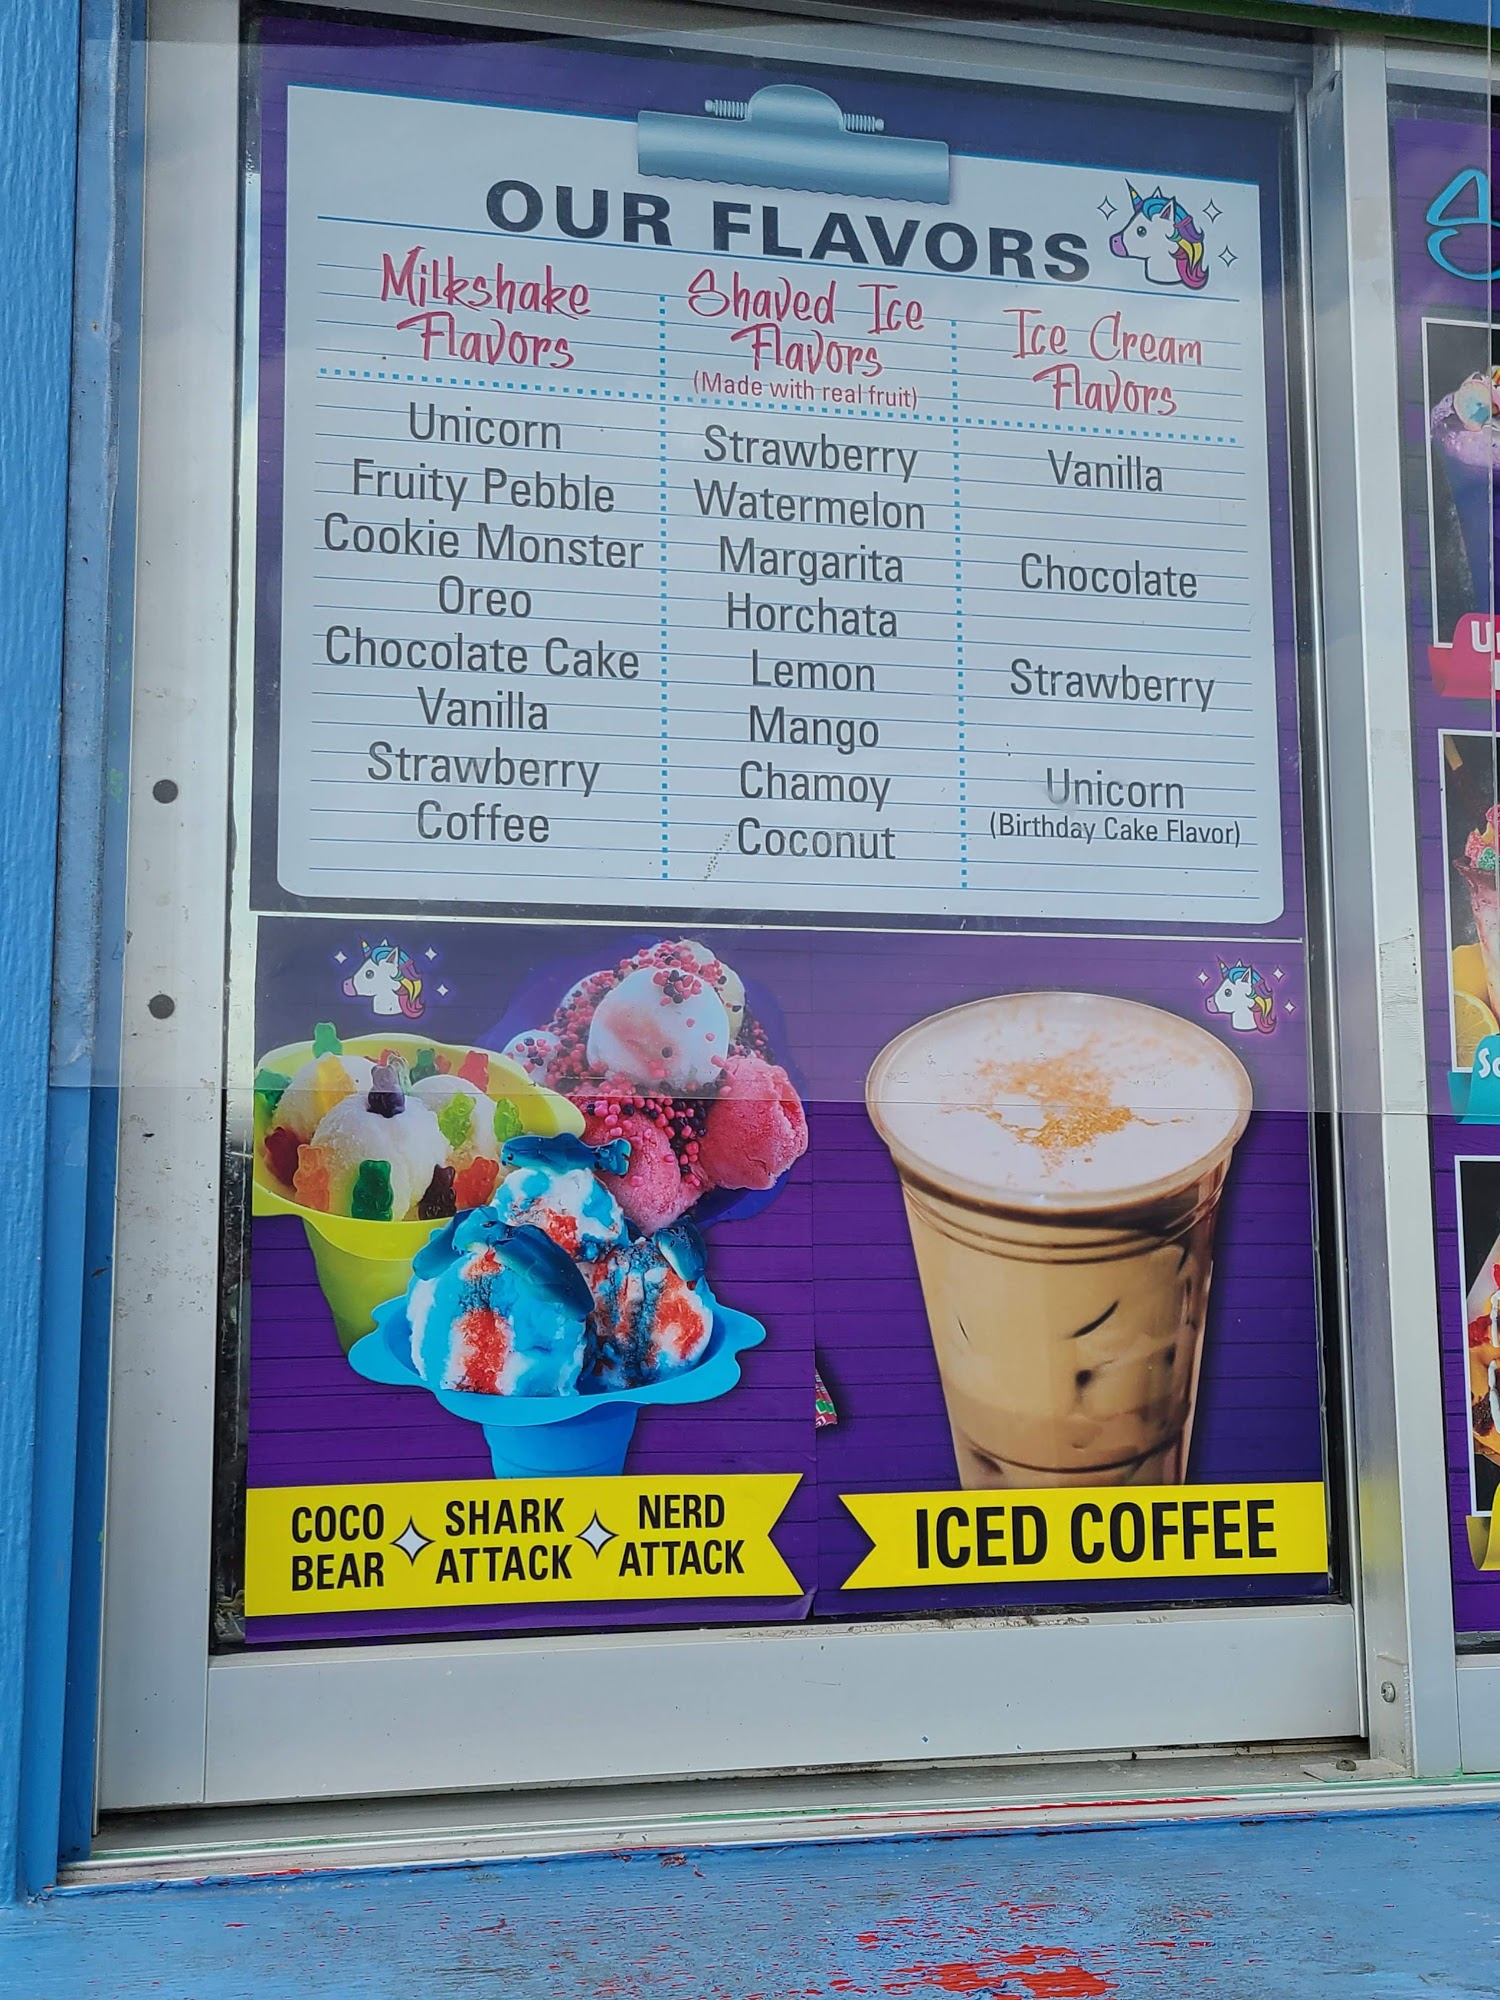 OUR FLAVORS
Milkshake
Flavors
Unicorn
Fruity Pebble
Cookie Monster
Oreo
Chocolate Cake
Vanilla
Strawberry
Coffee
Shaved Ice
Flavors
(Made with real fruit)
Strawberry
Watermelon
Margarita
Horchata
Lemon
Mango
Chamoy
Coconut
Ice Cream
Flavors
Vanilla
Chocolate
Strawberry
Unicorn
(Birthday Cake Flavor)
COCO
BEAR
SHARK
ATTACK
NERD
ATTACK
ICED COFFEE